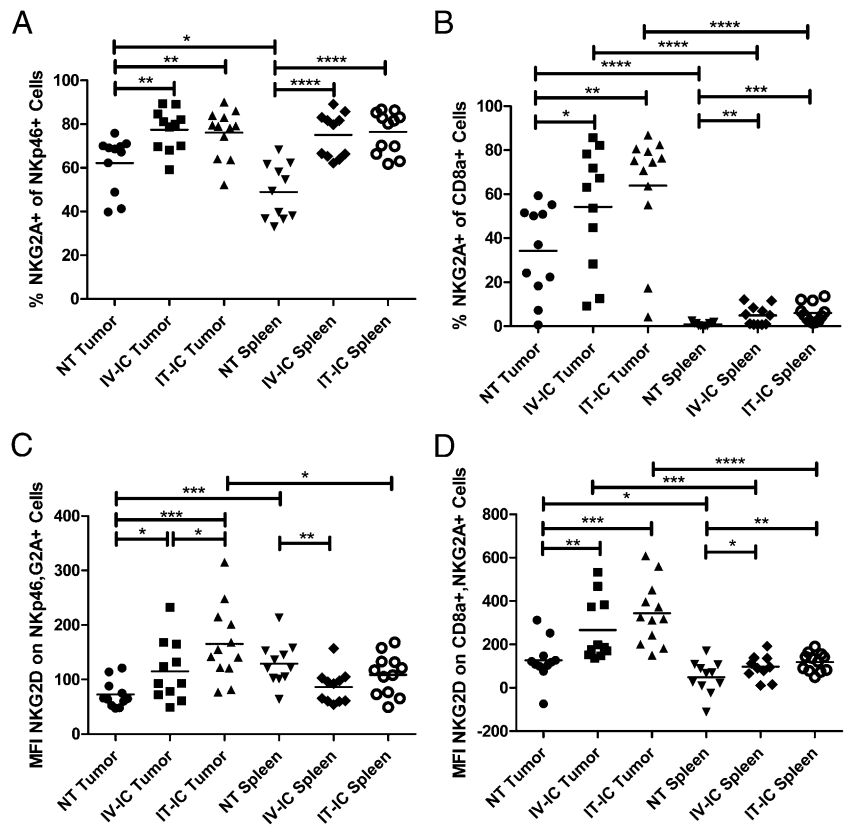 A
*
**
****
**
****
% NKG2A+ of NKp46+ Cells
100
80
60
40
20
0
NT Tumor
IV-IC Tumor
IT-IC Tumor
NT Spleen
IV-IC Spleen
IT-IC Spleen
B
****
****
****
**
***
*
**
% NKG2A+ of CD8a+ Cells
100
80
60
40
20
0
NT Tumor
IV-IC Tumor
IT-IC Tumor
NT Spleen
IV-IC Spleen
IT-IC Spleen
C
*
***
***
*
*
**
MFI NKG2D on NKp46,G2A+ Cells
400
300
200
100
0
NT Tumor
IV-IC Tumor
IT-IC Tumor
NT Spleen
IV-IC Spleen
IT-IC Spleen
D
****
***
*
***
**
**
*
MFI NKG2D on CD8a+,NKG2A+ Cells
800
600
400
200
0
-200
NT Tumor
IV-IC Tumor
IT-IC Tumor
NT Spleen
IV-IC Spleen
IT-IC Spleen